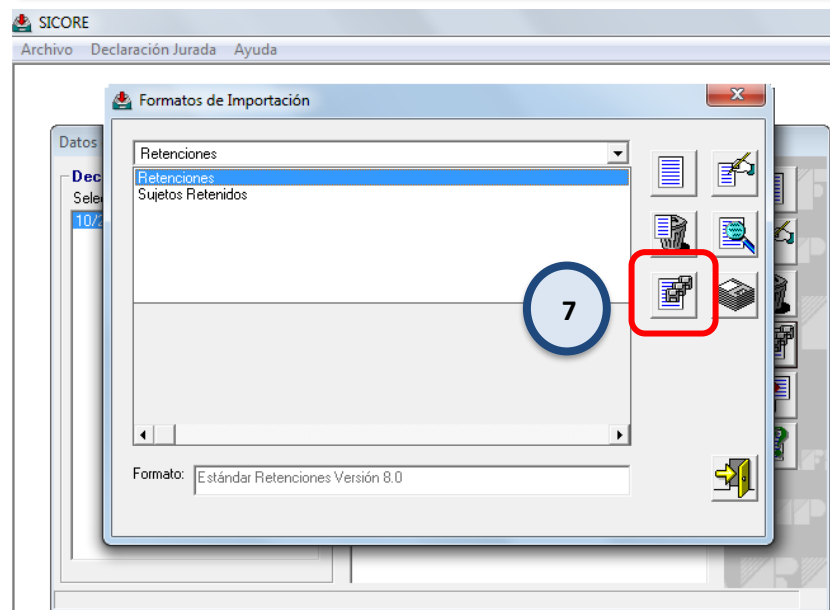 SICORE
Archivo Declaración Jurada Ayuda
Formatos de Importación
Datos
Retenciones
Retenciones
Sujetos Retenidos
Dec
Sele
10/2
7
Formato: Estándar Retenciones Versión 8.0